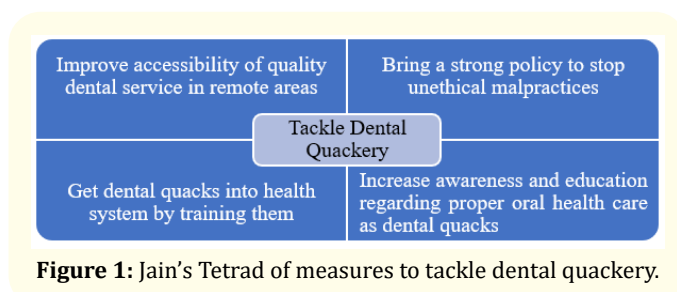 Improve accessibility of quality
dental service in remote areas
Bring a strong policy to stop
unethical malpractices
Tackle Dental
Quackery
Get dental quacks into health
system by training them
Increase awareness and education
regarding proper oral health care
as dental quacks
Figure 1: Jain's Tetrad of measures to tackle dental quackery.